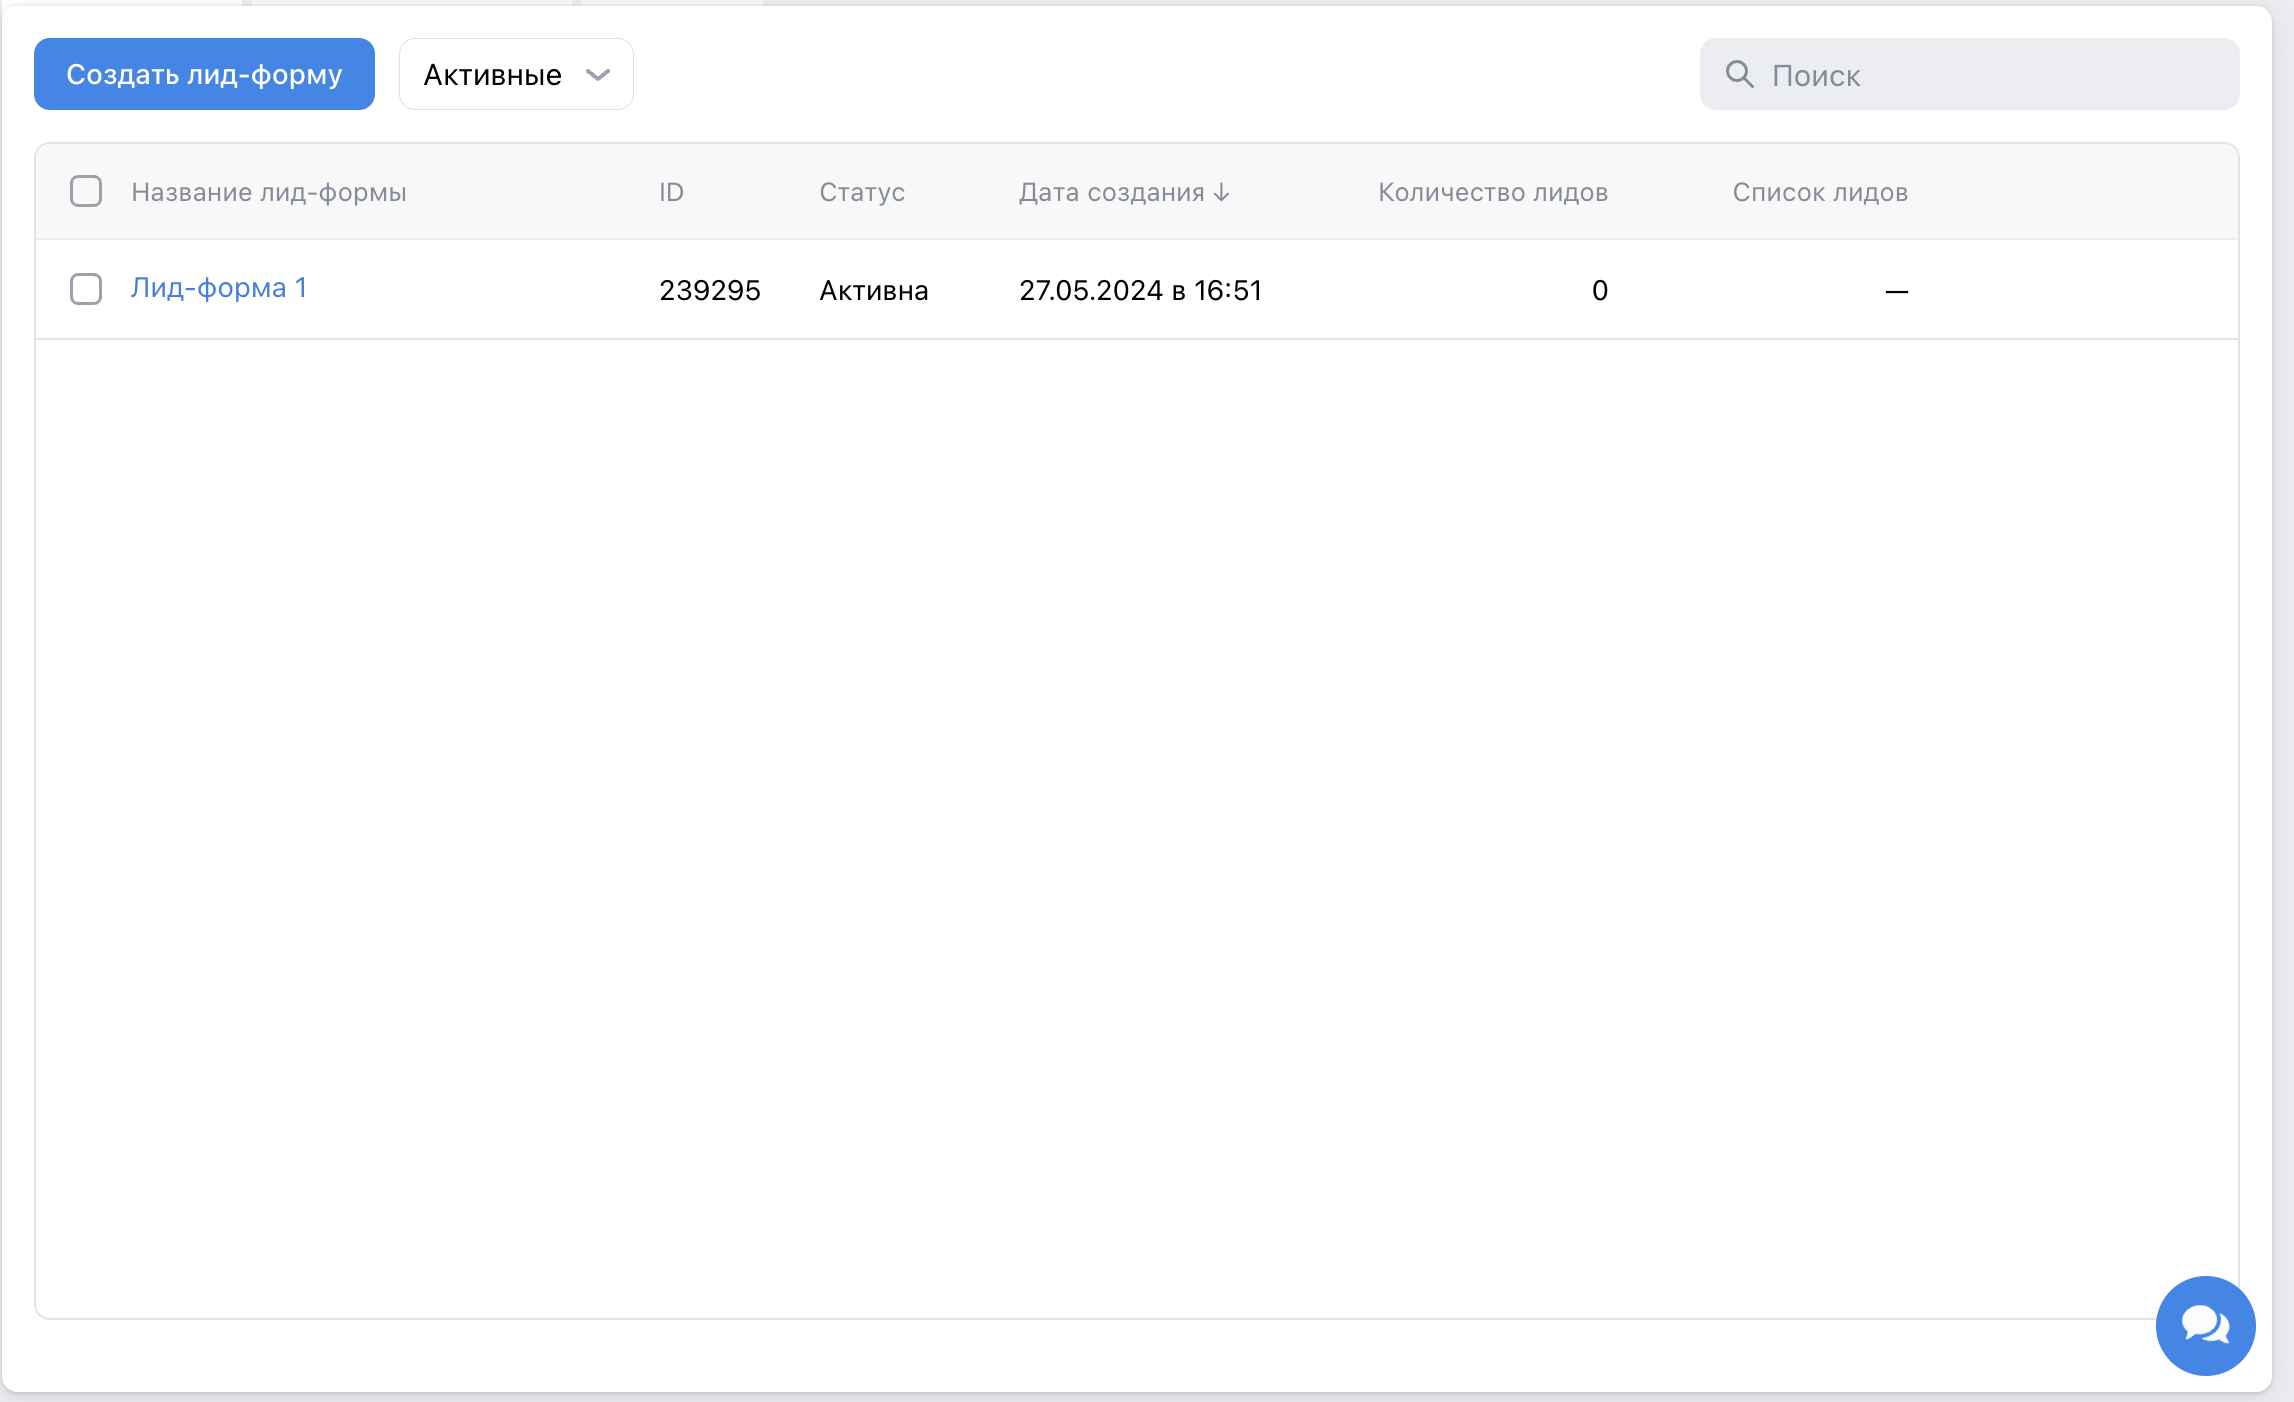 Создать лид-форму
Активные
Поиск
Название лид-формы ID Статус Дата создания ↓ Количество лидов Список лидов
Лид-форма 1 239295 Активна 27.05.2024 в 16:51 0 —